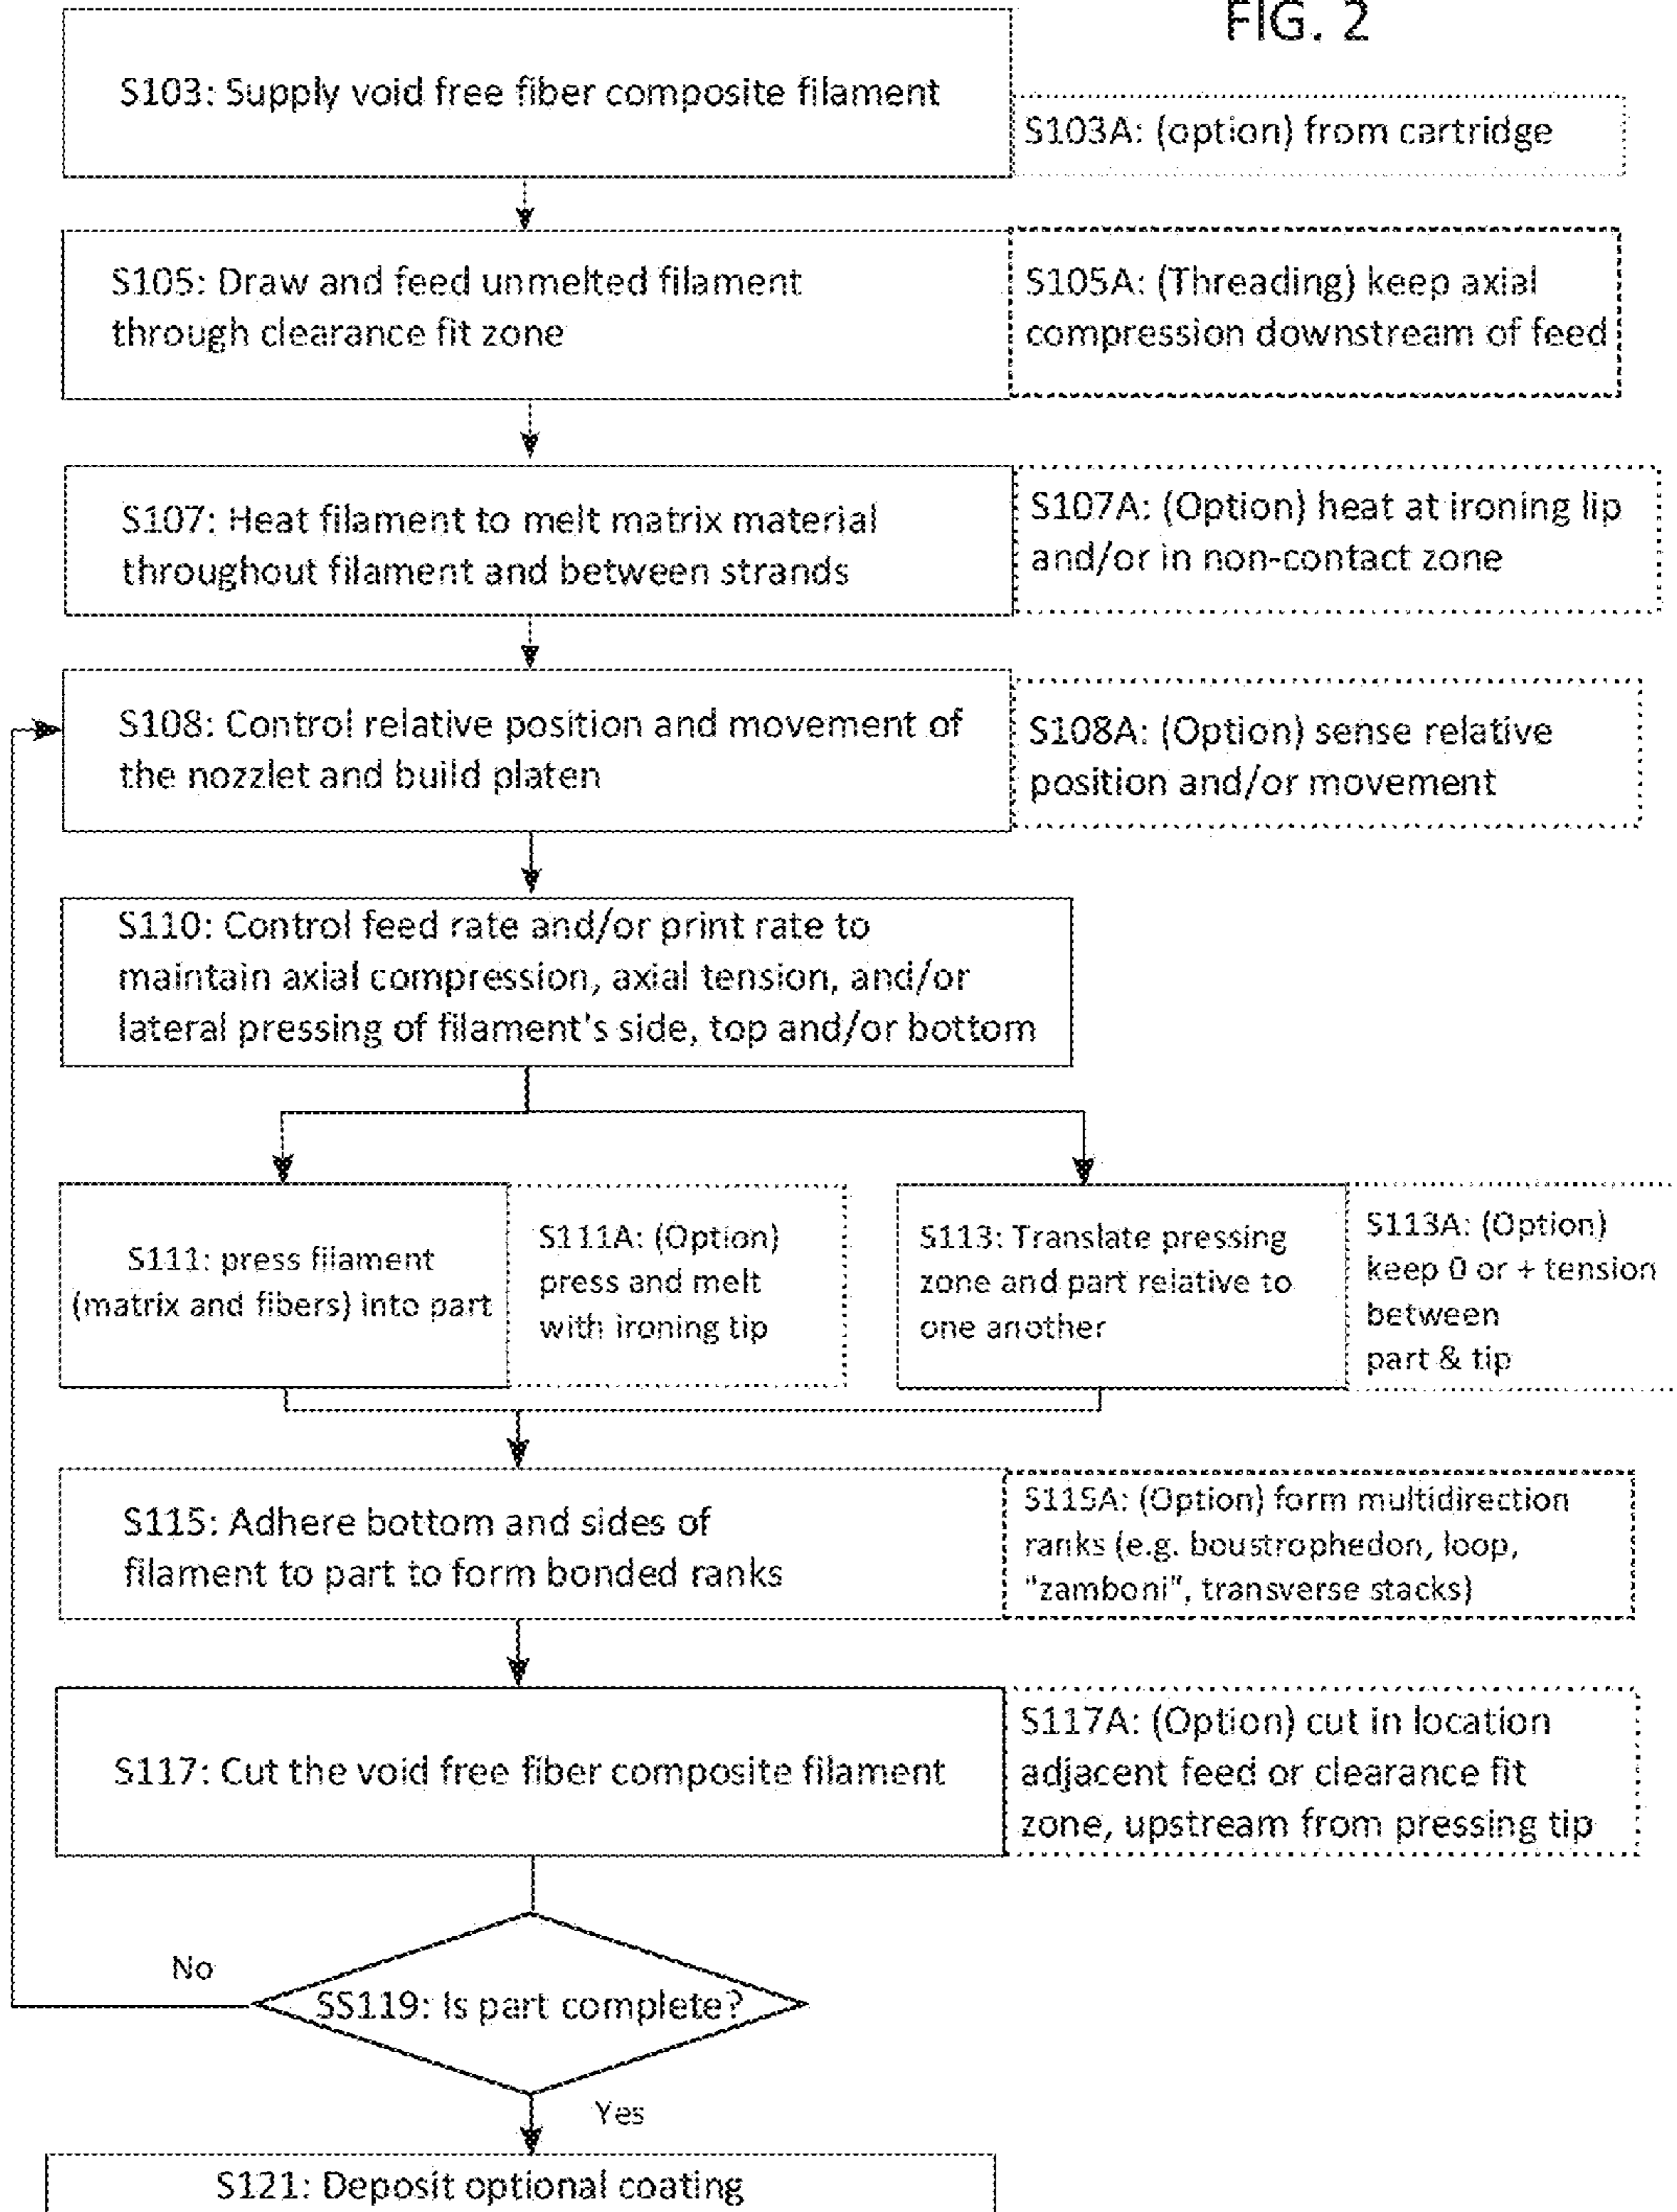 FIG. 2
S103: Supply void free fiber composite filament
S103A: (option) from cartridge
S105: Draw and feed unmelted filament
through clearance fit zone
S105A: (Threading) keep axial
compression downstream of feed
S107: Heat filament to melt matrix material
throughout filament and between strands
S107A: (Option) heat at ironing lip
and/or in non-contact zone
S108: Control relative position and movement of
the nozzlet and build platen
S108A: (Option) sense relative
position and/or movement
S110: Control feed rate and/or print rate to
maintain axial compression, axial tension, and/or
lateral pressing of filament's side, top and/or bottom
S111: press filament
(matrix and fibers) into part
S111A: (Option)
press and melt
with ironing tip
S113: Translate pressing
zone and part relative to
one another
S113A: (Option)
keep 0 or + tension
between
part & tip
S115: Adhere bottom and sides of
filament to part to form bonded ranks
S115A: (Option) form multidirection
ranks (e.g. boustrophedon, loop,
"zamboni", transverse stacks)
S117: Cut the void free fiber composite filament
S117A: (Option) cut in location
adjacent feed or clearance fit
zone, upstream from pressing tip
No
SS119: Is part complete?
Yes
S121: Deposit optional coating